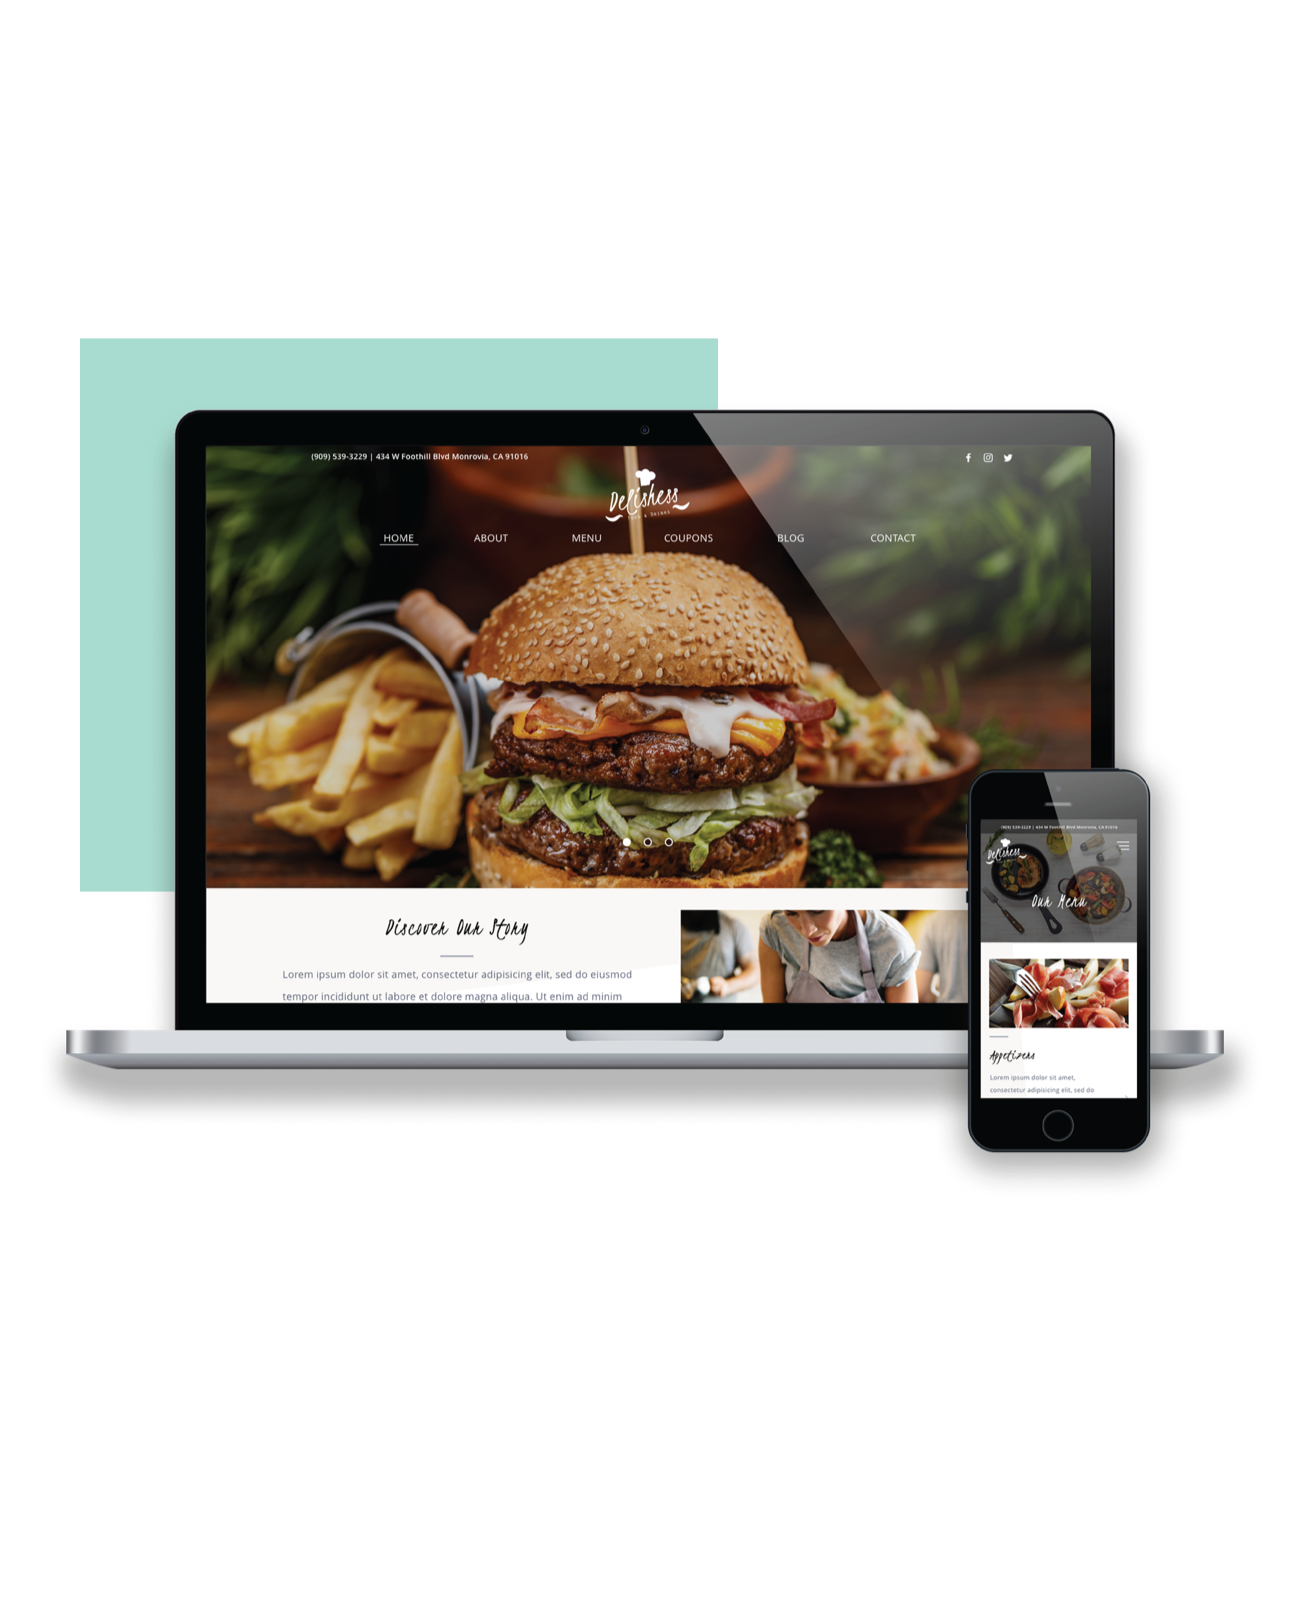 (909) 539-3229 | 434 W Foothill Blvd Monrovia, CA 91016
Delishess
HOME ABOUT MENU COUPONS BLOG CONTACT
Discover Our Story
Lorem ipsum dolor sit amet, consectetur adipisicing elit, sed do eiusmod
tempor incididunt ut labore et dolore magna aliqua. Ut enim ad minim
(909) 539-3229 | 434 W Foothill Blvd Monrovia, CA 91016
Delishess
Our Menu
Appetizers
Lorem ipsum dolor sit amet,
consectetur adipisicing elit, sed do